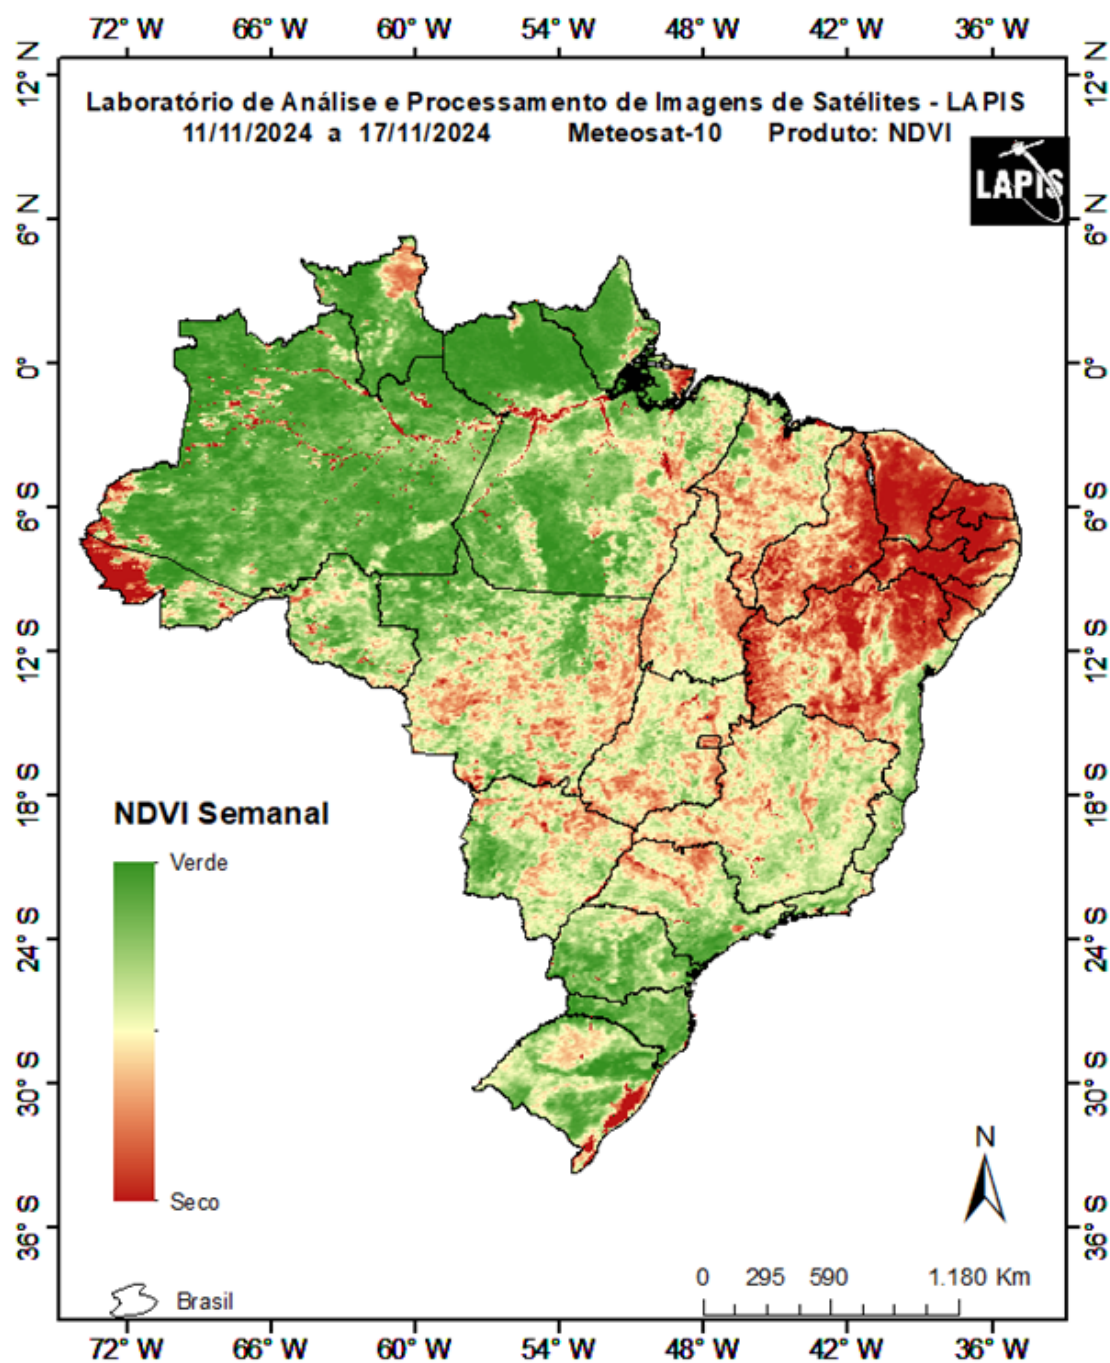 72° W 66° W 60° W 54° W 48° W 42° W 36° W
12° N 12° N
Laboratório de Análise e Processamento de Imagens de Satélites - LAPIS
11/11/2024 a 17/11/2024 Meteosat-10 Produto: NDVI
LAPIS
6° N 6° N
0° 0°
6° S 6° S
12° S 12° S
18° S 18° S
NDVI Semanal
Verde
24° S 24° S
30° S 30° S
N
Seco
36° S 36° S
0 295 590 1.180 Km
Brasil
72° W 66° W 60° W 54° W 48° W 42° W 36° W